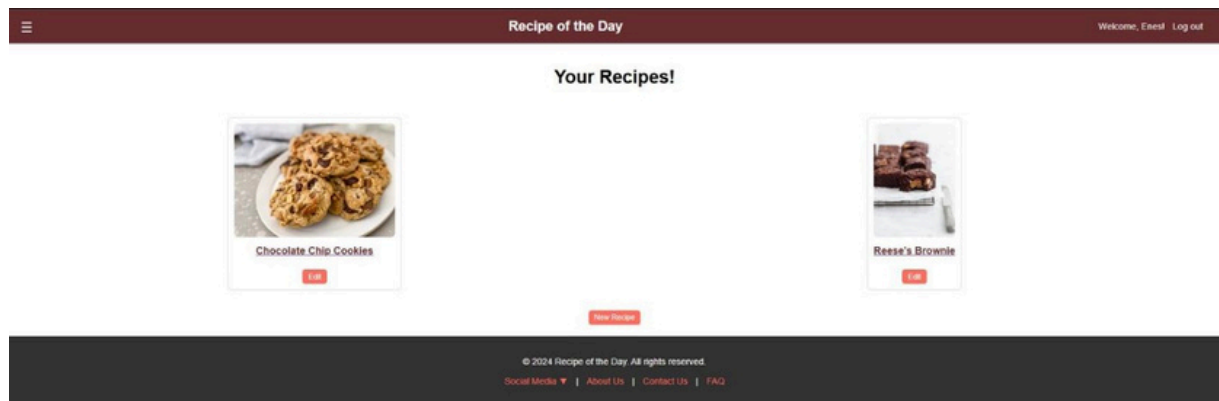 ☰ Recipe of the Day Welcome, Enes! Log out
Your Recipes!
Chocolate Chip Cookies Reese's Brownie
Edit Edit
New Recipe
© 2024 Recipe of the Day. All rights reserved.
Social Media ▼ | About Us | Contact Us | FAQ